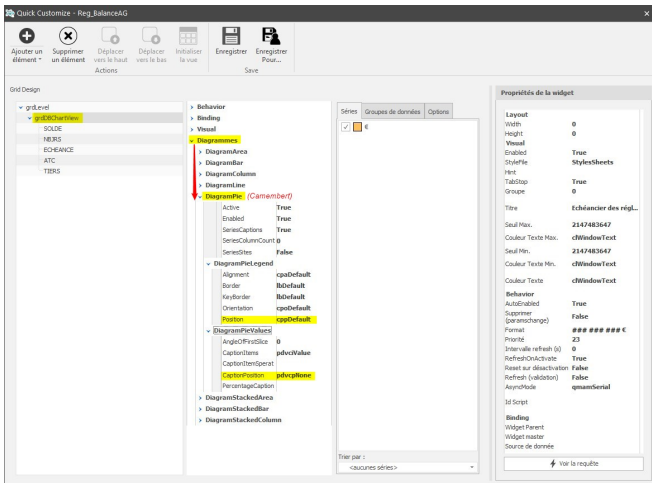 Quick Customize - Reg_BalanceAG
Ajouter un élément
Supprimer un élément
Déplacer vers le haut
Déplacer vers le bas
Initialiser la vue
Enregistrer
Enregistrer Pour...
Actions
Save
Grid Design
grdLevel
grdDBChartView
SOLDE
NBJRS
ECHEANCE
ATC
TIERS
Behavior
Binding
Visual
Diagrammes
DiagramArea
DiagramBar
DiagramColumn
DiagramLine
DiagramPie (Camembert)
Active True
Enabled True
SeriesCaptions True
SeriesColumnCount 0
SeriesSites False
DiagramPieLegend
Alignment cpaDefault
Border lbDefault
KeyBorder lbDefault
Orientation cpoDefault
Position cppDefault
DiagramPieValues
AngleOfFirstSlice 0
CaptionItems pdvciValue
CaptionItemSperat
CaptionPosition pdvcpNone
PercentageCaption
DiagramStackedArea
DiagramStackedBar
DiagramStackedColumn
Séries Groupes de données Options
€
Trier par :
<aucunes séries>
Propriétés de la widget
Layout
Width 0
Height 0
Visual
Enabled True
StyleFile StylesSheets
Hint
TabStop True
Groupe 0
Titre Echéancier des régl...
Seuil Max. 2147483647
Couleur Texte Max. clWindowText
Seuil Min. 2147483647
Couleur Texte Min. clWindowText
Couleur Texte clWindowText
Behavior
AutoEnabled True
Supprimer (paramschange) False
Format ### ### ### €
Priorité 23
Intervalle refresh (s) 0
RefreshOnActivate True
Reset sur désactivation False
Refresh (validation) False
AsyncMode qmamSerial
Id Script
Binding
Widget Parent
Widget master
Source de donnée
Voir la requête